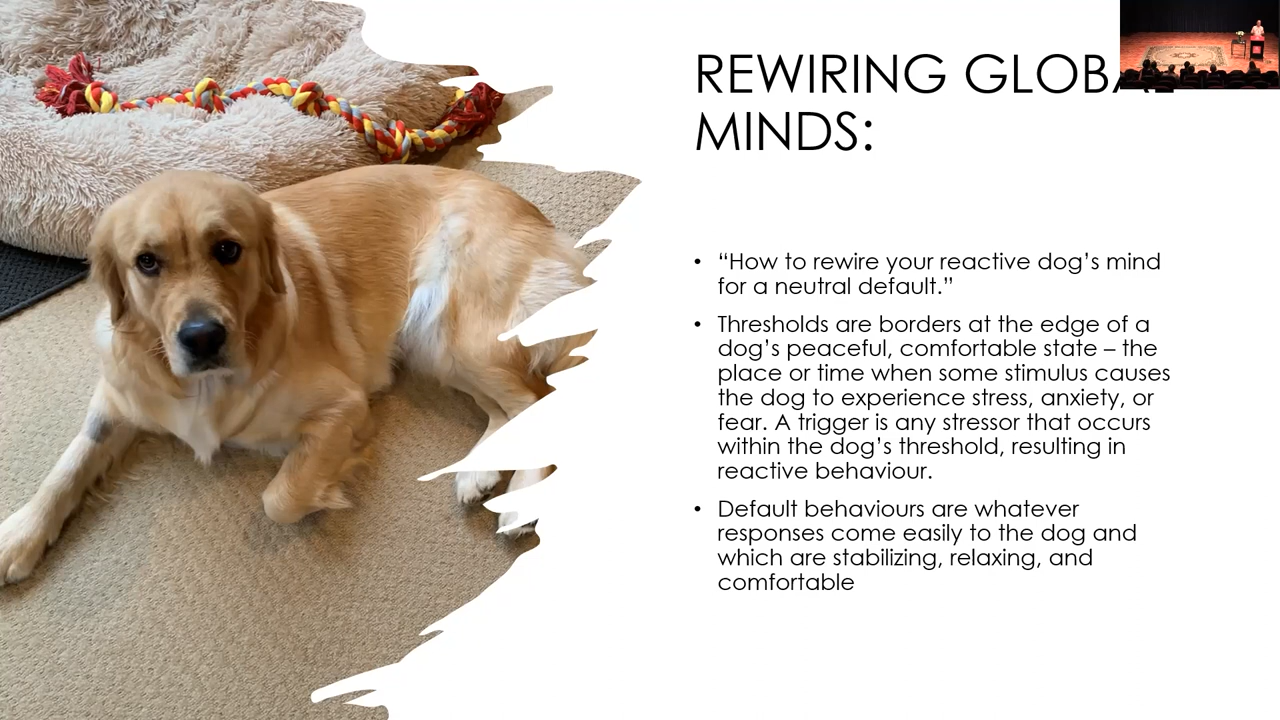 REWIRING GLOBAL
MINDS:
• “How to rewire your reactive dog’s mind
for a neutral default.”
• Thresholds are borders at the edge of a
dog’s peaceful, comfortable state – the
place or time when some stimulus causes
the dog to experience stress, anxiety, or
fear. A trigger is any stressor that occurs
within the dog’s threshold, resulting in
reactive behaviour.
• Default behaviours are whatever
responses come easily to the dog and
which are stabilizing, relaxing, and
comfortable